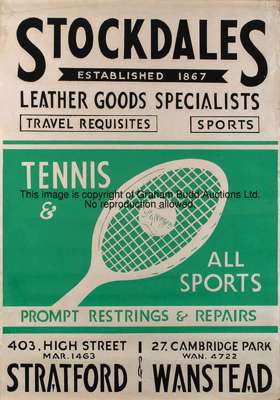 STOCKDALES
ESTABLISHED 1867
LEATHER GOODS SPECIALISTS
TRAVEL REQUISITES SPORTS
TENNIS
This image is copyright of Graham Budd Auctions Ltd.
No reproduction allowed.
&
ALL
SPORTS
PROMPT RESTRINGS & REPAIRS
403, HIGH STREET
MAR. 1463
STRATFORD
&
27, CAMBRIDGE PARK
WAN. 4722
WANSTEAD